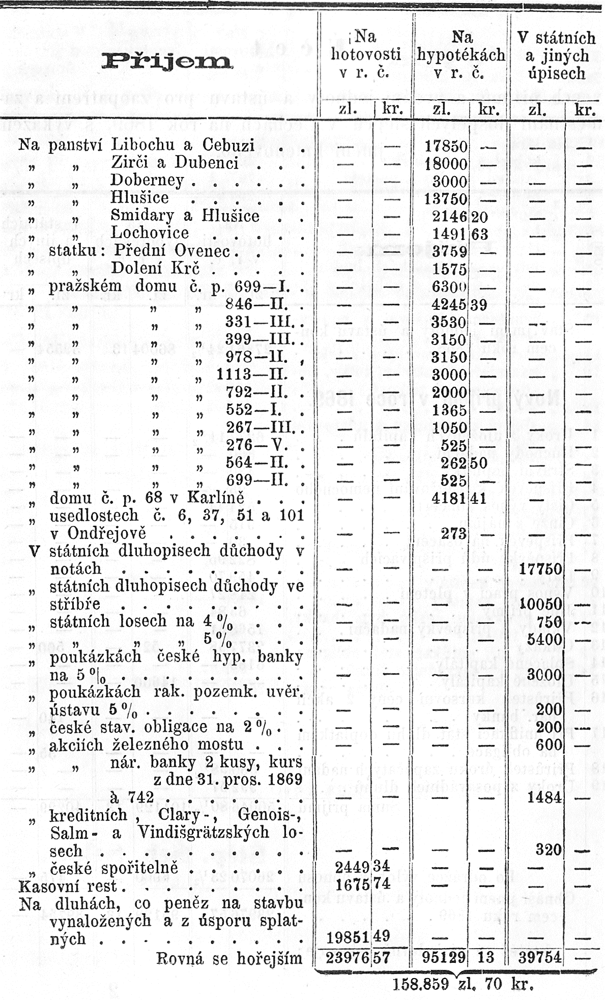 Příjem
Na hotovosti v r. č.
Na hypotékách v r. č.
V státních a jiných úpisech
zl. kr. zl. kr. zl. kr.
Na panství Libochu a Cebuzi . . . — — 17850 — — —
„ „ Zirči a Dubenci . . . — — 18000 — — —
„ „ Doberney . . . . . . — — 3000 — — —
„ „ Hlušice . . . . . . — — 13750 — — —
„ „ Smidary a Hlušice . . — — 2146 20 — —
„ „ Lochovice . . . . . — — 1491 63 — —
„ statku: Přední Ovenec . . . . — — 3759 — — —
„ „ Dolení Krč . . . . . — — 1575 — — —
„ pražském domu č. p. 699—I. . — — 6300 — — —
„ „ „ „ 846—II. . — — 4245 39 — —
„ „ „ „ 331—III. . — — 3530 — — —
„ „ „ „ 399—III. . — — 3150 — — —
„ „ „ „ 978—II. , — — 3150 — — —
„ „ „ „ 1113—II. . — — 3000 — — —
„ „ „ „ 792—II. . — — 2000 — — —
„ „ „ „ 552—I. . — — 1365 — — —
„ „ „ „ 267—III. . — — 1050 — — —
„ „ „ „ 276—V. . — — 525 — — —
„ „ „ „ 564—II. . — — 262 50 — —
„ „ „ „ 699—II. . — — 525 — — —
„ domu č. p. 68 v Karlíně . . . — — 4181 41 — —
„ usedlostech č. 6, 37, 51 a 101
v Ondřejově . . . . . . . — — 273 — — —
V státních dluhopisech důchody v
notách . . . . . . . . . — — — — 17750 —
„ státních dluhopisech důchody ve
stříbře . . . . . . . . . — — — — 10050 —
„ státních losech na 4% . . . — — — — 750 —
„ „ „ „ 5% . . . — — — — 5400 —
„ poukázkách české hyp. banky
na 5% . . . . . . . . . — — — — 3000 —
„ poukázkách rak. pozemk. uvěr.
ústavu 5% . . . . . . . . — — — — 200 —
„ české stav. obligace na 2% . . — — — — 200 —
„ akciích železného mostu . . . — — — — 600 —
„ „ nár. banky 2 kusy, kurs
z dne 31. pros. 1869
à 742 . . . . . . . — — — — 1484 —
„ kreditních, Clary-, Genois-,
Salm- a Vindišgrätzských lo-
sech . . . . . . . . . . — — — — 320 —
„ české spořitelně . . . . . . 2449 34 — — — —
Kasovní rest . . . . . . . . . 1675 74 — — — —
Na dluhách, co peněz na stavbu
vynaložených a z úsporu splat-
ných . . . . . . . . . . 19851 49 — — — —
Rovná se hořejším 23976 57 95129 13 39754 —
158.859 zl. 70 kr.